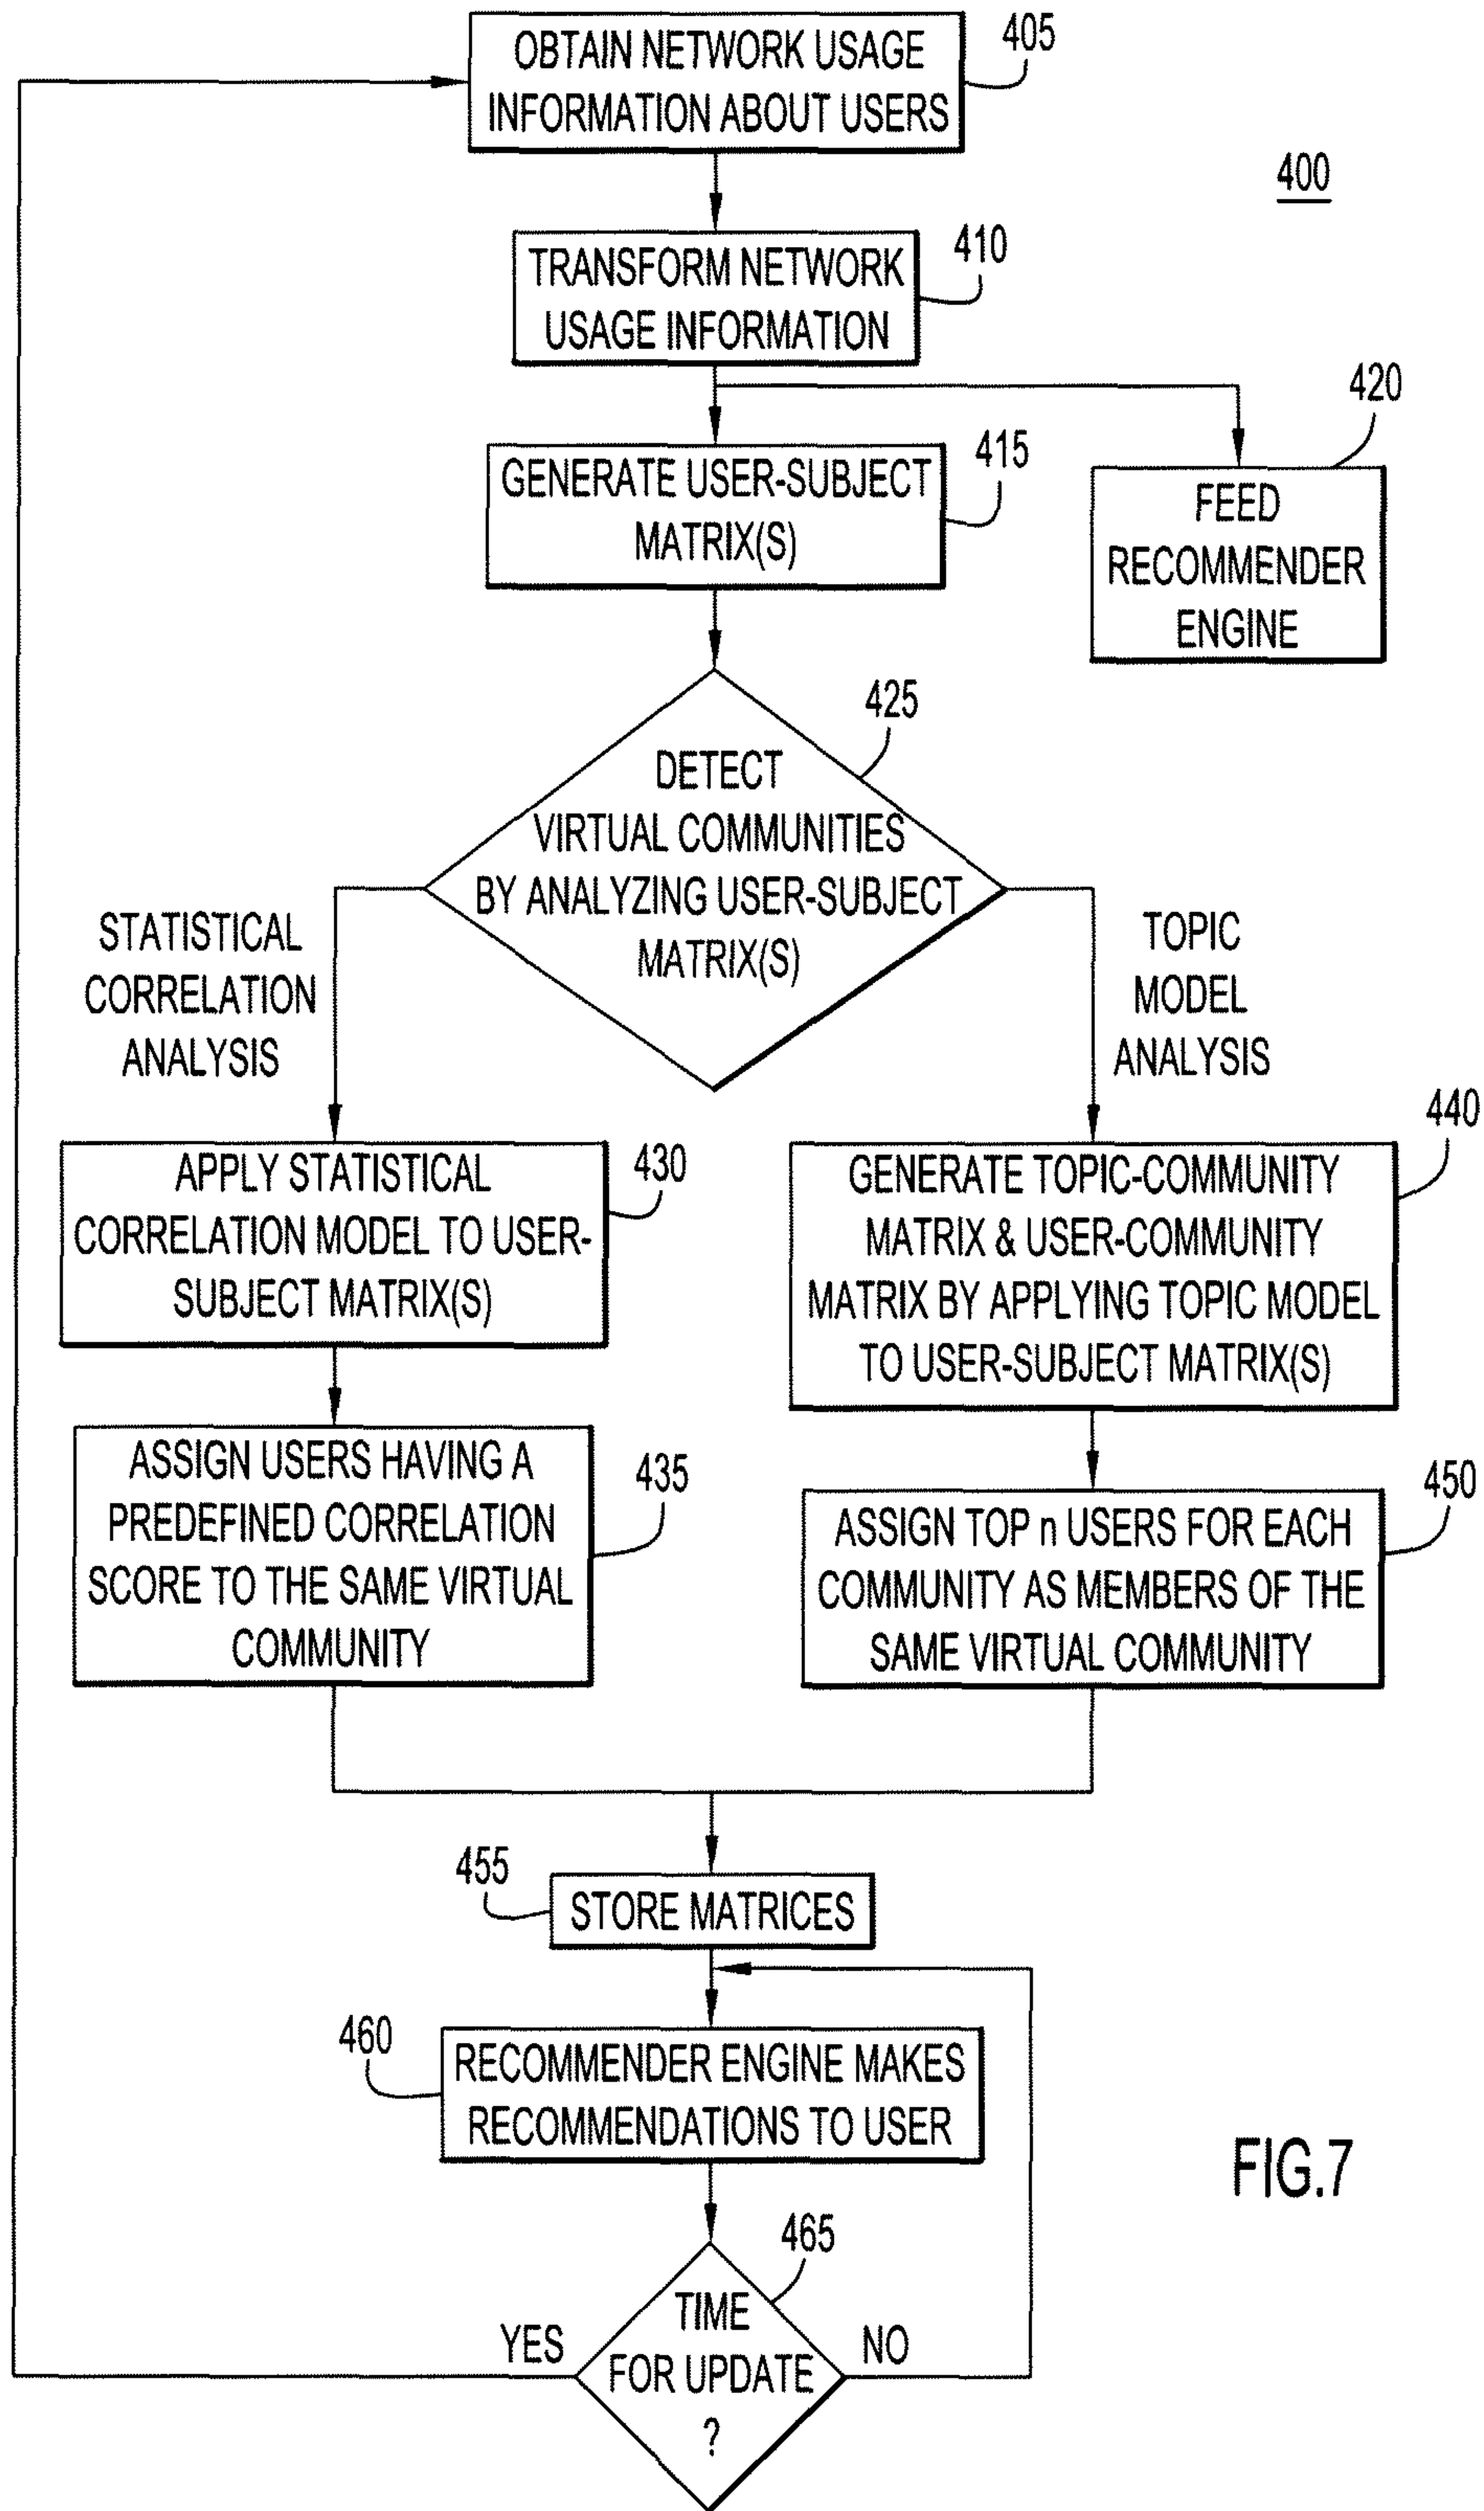 OBTAIN NETWORK USAGE
INFORMATION ABOUT USERS
405
400
TRANSFORM NETWORK
USAGE INFORMATION
410
GENERATE USER-SUBJECT
MATRIX(S)
415
420
FEED
RECOMMENDER
ENGINE
425
DETECT
VIRTUAL COMMUNITIES
BY ANALYZING USER-SUBJECT
MATRIX(S)
STATISTICAL
CORRELATION
ANALYSIS
TOPIC
MODEL
ANALYSIS
APPLY STATISTICAL
CORRELATION MODEL TO USER-
SUBJECT MATRIX(S)
430
440
GENERATE TOPIC-COMMUNITY
MATRIX & USER-COMMUNITY
MATRIX BY APPLYING TOPIC MODEL
TO USER-SUBJECT MATRIX(S)
ASSIGN USERS HAVING A
PREDEFINED CORRELATION
SCORE TO THE SAME VIRTUAL
COMMUNITY
435
450
ASSIGN TOP n USERS FOR EACH
COMMUNITY AS MEMBERS OF THE
SAME VIRTUAL COMMUNITY
455
STORE MATRICES
460
RECOMMENDER ENGINE MAKES
RECOMMENDATIONS TO USER
FIG.7
465
TIME
FOR UPDATE
?
YES
NO